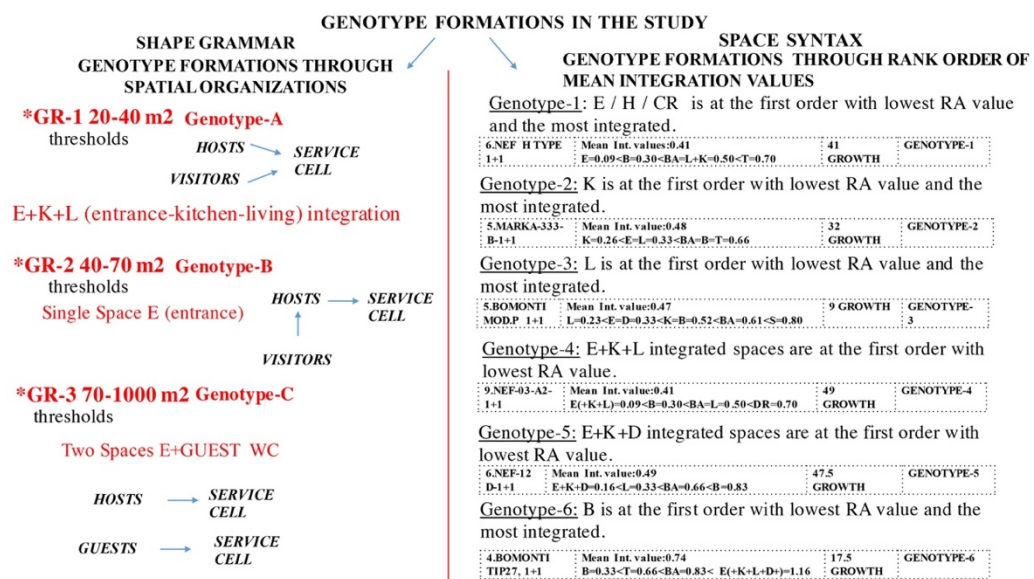 GENOTYPE FORMATIONS IN THE STUDY
SHAPE GRAMMAR
GENOTYPE FORMATIONS THROUGH
SPATIAL ORGANIZATIONS
*GR-1 20-40 m2 Genotype-A
thresholds
HOSTS
SERVICE
CELL
VISITORS
E+K+L (entrance-kitchen-living) integration
*GR-2 40-70 m2 Genotype-B
thresholds
HOSTS
SERVICE
CELL
Single Space E (entrance)
VISITORS
*GR-3 70-1000 m2 Genotype-C
thresholds
Two Spaces E+GUEST WC
HOSTS
SERVICE
CELL
GUESTS
SERVICE
CELL
SPACE SYNTAX
GENOTYPE FORMATIONS THROUGH RANK ORDER OF
MEAN INTEGRATION VALUES
Genotype-1: E / H / CR is at the first order with lowest RA value
and the most integrated.
6.NEF H TYPE Mean Int. values:0.41 41 GENOTYPE-1
1+1 E=0.09<B=0.30<BA=L+K=0.50<T=0.70 GROWTH
Genotype-2: K is at the first order with lowest RA value and the
most integrated.
5.MARKA-333- Mean Int. value:0.48 32 GENOTYPE-2
B-1+1 K=0.26<E=L=0.33<BA=B=T=0.66 GROWTH
Genotype-3: L is at the first order with lowest RA value and the
most integrated.
5.BOMONTI Mean Int. value:0.47 9 GROWTH GENOTYPE-
MOD.P 1+1 L=0.23<E=D=0.33<K=B=0.52<BA=0.61<S=0.80 3
Genotype-4: E+K+L integrated spaces are at the first order with
lowest RA value.
9.NEF-03-A2- Mean Int. value:0.41 49 GENOTYPE-4
1+1 E(+K+L)=0.09<B=0.30<BA=L=0.50<DR=0.70 GROWTH
Genotype-5: E+K+D integrated spaces are at the first order with
lowest RA value.
6.NEF-12 Mean Int. value:0.49 47.5 GENOTYPE-5
D-1+1 E+K+D=0.16<L=0.33<BA=0.66<B=0.83 GROWTH
Genotype-6: B is at the first order with lowest RA value and the
most integrated.
4.BOMONTI Mean Int. value:0.74 17.5 GENOTYPE-6
TIP27, 1+1 B=0.33<T=0.66<BA=0.83< E(+K+L+D+)=1.16 GROWTH